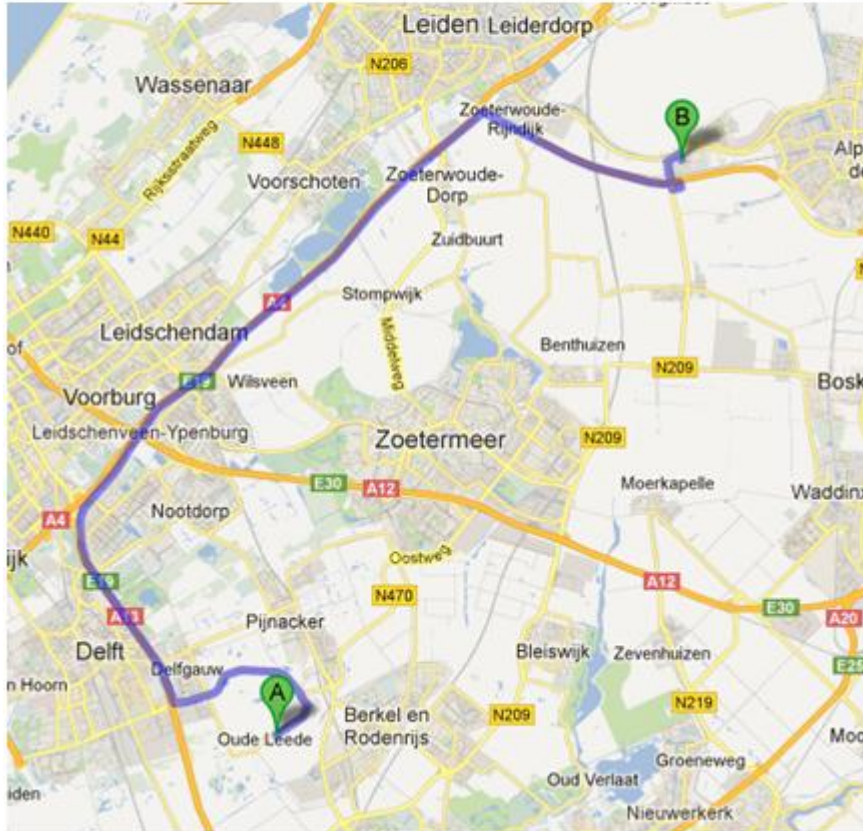 Leiden Leiderdorp
Wassenaar
N206
Zoeterwoude-
Rijndijk
B
N448
Alp
de
Rijksstraatweg
Voorschoten
Zoeterwoude-
Dorp
N440
N44
Zuidbuurt
Stompwijk
Leidschendam
of
Middelweg
Benthuizen
N209
Bosk
Voorburg
Wilsveen
Leidschenveen-Ypenburg
Zoetermeer
N209
E30
A12
Moerkapelle
Waddinx
A4
Nootdorp
ijk
Oostweg
E19
A12
E30
N470
A13
A20
Pijnacker
Delft
Bleiswijk
Zevenhuizen
Delfgauw
E25
n Hoorn
A
N219
Berkel en
Rodenrijs
N209
Oude Leede
Moo
Groeneweg
Oud Verlaat
iden
Nieuwerkerk